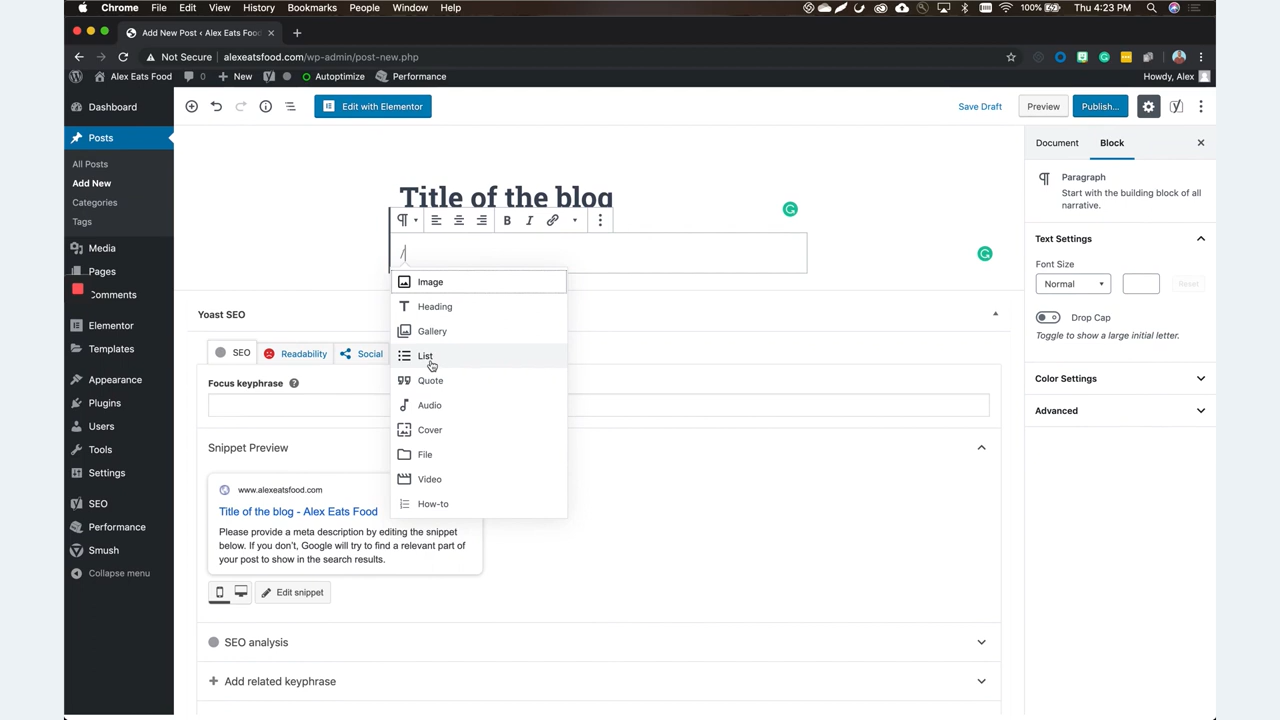 Chrome File Edit View History Bookmarks People Window Help
100% Thu 4:23 PM
Add New Post ‹ Alex Eats Food
Not Secure alexeatsfood.com/wp-admin/post-new.php
Alex Eats Food 0 New Autoptimize Performance Howdy, Alex
Dashboard
Posts
All Posts
Add New
Categories
Tags
Media
Pages
Comments
Elementor
Templates
Appearance
Plugins
Users
Tools
Settings
SEO
Performance
Smush
Collapse menu
Edit with Elementor
Save Draft
Preview
Publish...
Title of the blog
B I
/
Image
Heading
Gallery
List
Quote
Audio
Cover
File
Video
How-to
Yoast SEO
SEO
Readability
Social
Focus keyphrase
Snippet Preview
www.alexeatsfood.com
Title of the blog - Alex Eats Food
Please provide a meta description by editing the snippet
below. If you don't, Google will try to find a relevant part of
your post to show in the search results.
Edit snippet
SEO analysis
Add related keyphrase
Document
Block
Paragraph
Start with the building block of all
narrative.
Text Settings
Font Size
Normal
Reset
Drop Cap
Toggle to show a large initial letter.
Color Settings
Advanced